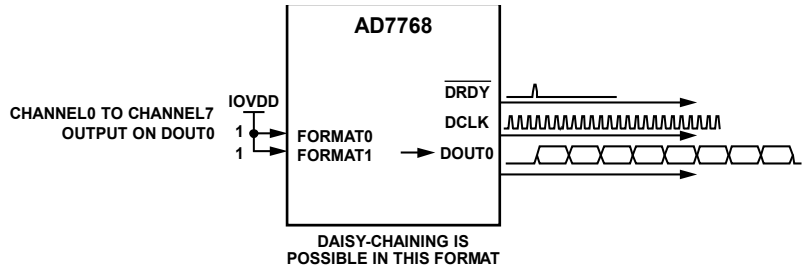 AD7768
IOVDD
CHANNEL0 TO CHANNEL7
OUTPUT ON DOUT0
1
1
FORMAT0
FORMAT1
DRDY
DCLK
DOUT0
DAISY-CHAINING IS
POSSIBLE IN THIS FORMAT